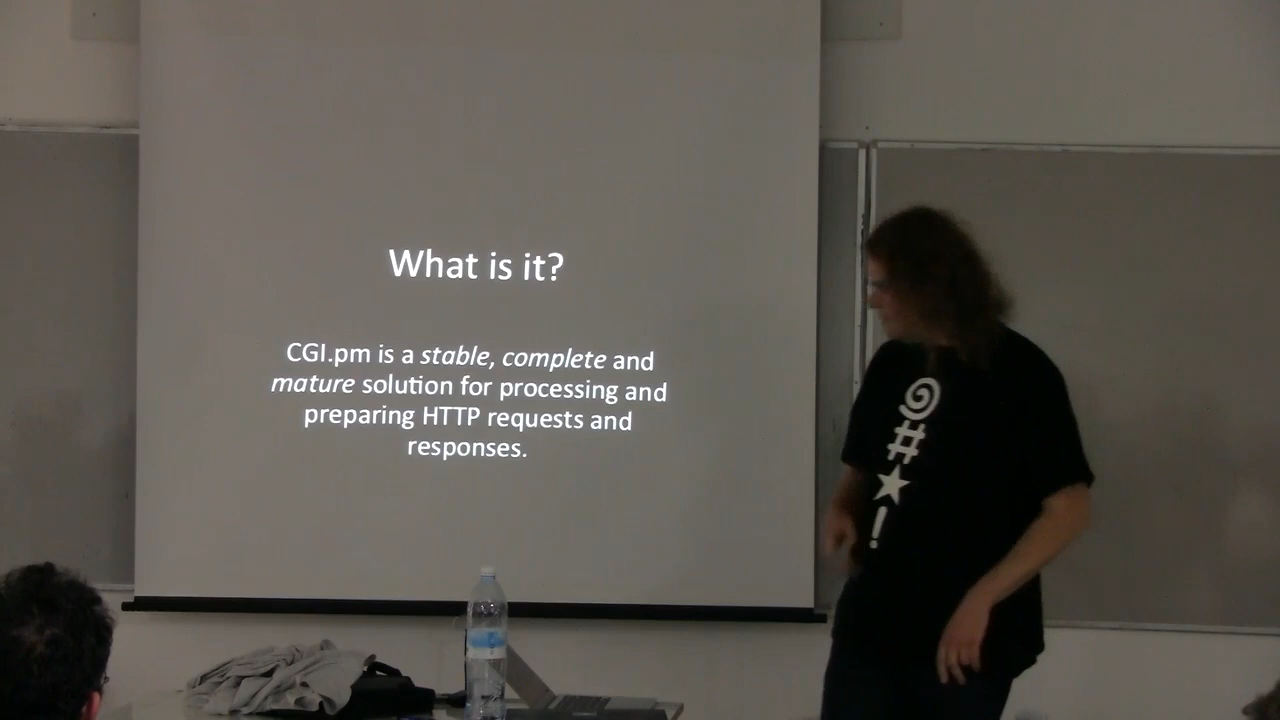 What is it?
CGI.pm is a stable, complete and
mature solution for processing and
preparing HTTP requests and
responses.
@
#
★
!